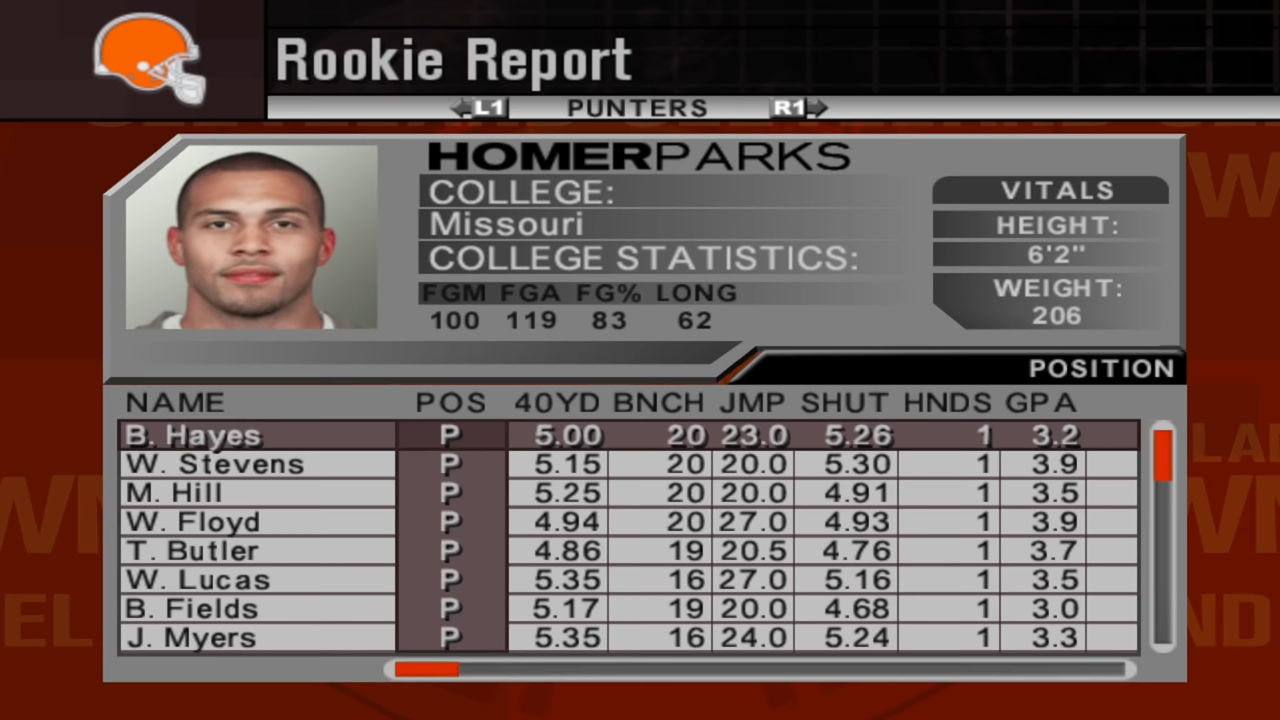 Rookie Report
L1 PUNTERS R1
HOMERPARKS
COLLEGE:
Missouri
COLLEGE STATISTICS:
FGM FGA FG% LONG
100 119 83 62
VITALS
HEIGHT:
6'2"
WEIGHT:
206
POSITION
NAME POS 40YD BNCH JMP SHUT HNDS GPA
B. Hayes P 5.00 20 23.0 5.26 1 3.2
W. Stevens P 5.15 20 20.0 5.30 1 3.9
M. Hill P 5.25 20 20.0 4.91 1 3.5
W. Floyd P 4.94 20 27.0 4.93 1 3.9
T. Butler P 4.86 19 20.5 4.76 1 3.7
W. Lucas P 5.35 16 27.0 5.16 1 3.5
B. Fields P 5.17 19 20.0 4.68 1 3.0
J. Myers P 5.35 16 24.0 5.24 1 3.3